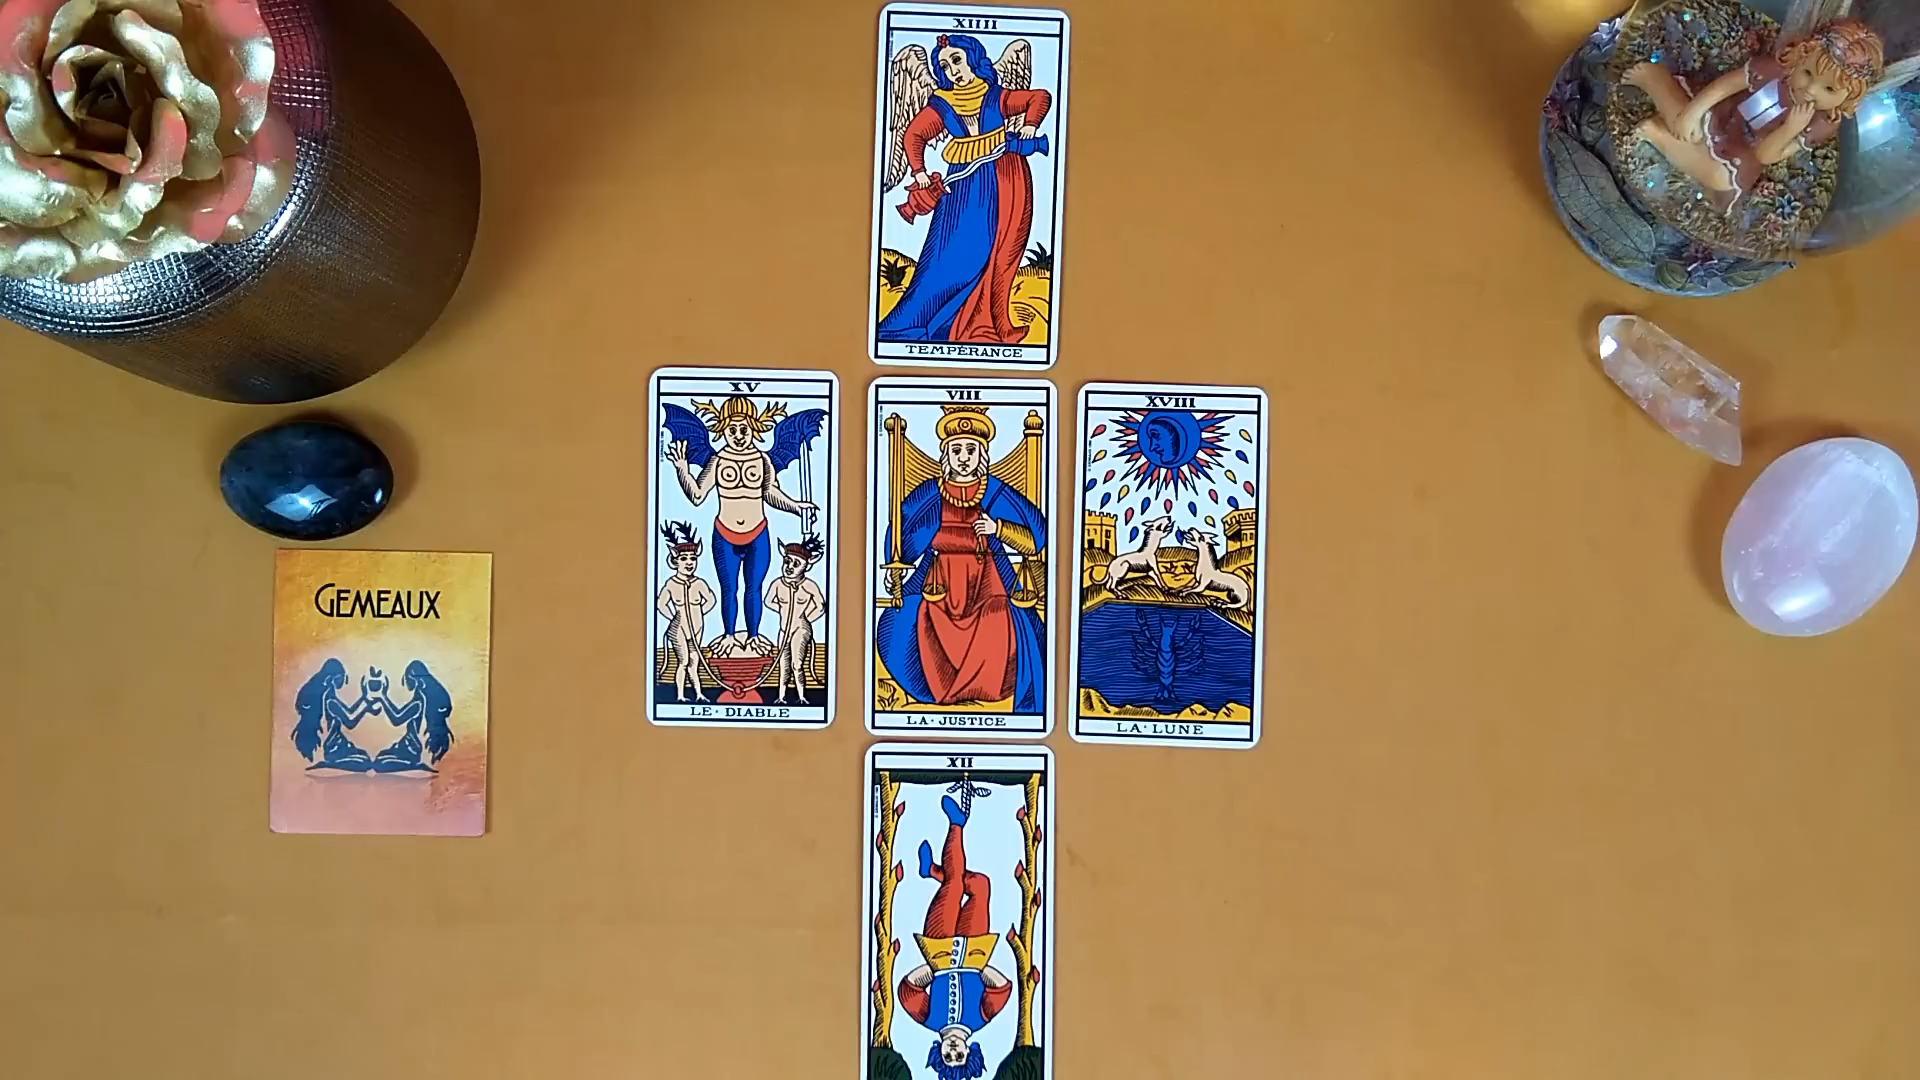 XIIII
TEMPÉRANCE
XV
LE·DIABLE
VIII
LA·JUSTICE
XVIII
LA·LUNE
XII
GEMEAUX